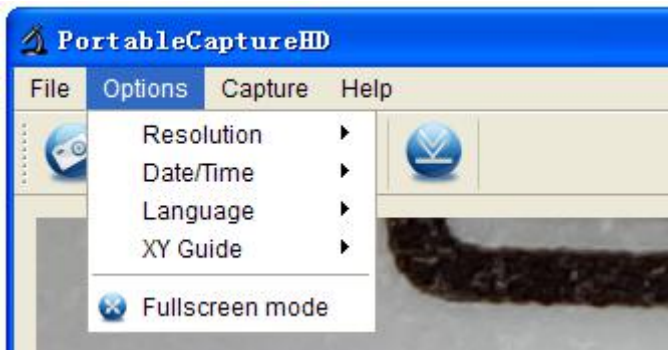 PortableCaptureHD
File Options Capture Help
Resolution
Date/Time
Language
XY Guide
Fullscreen mode